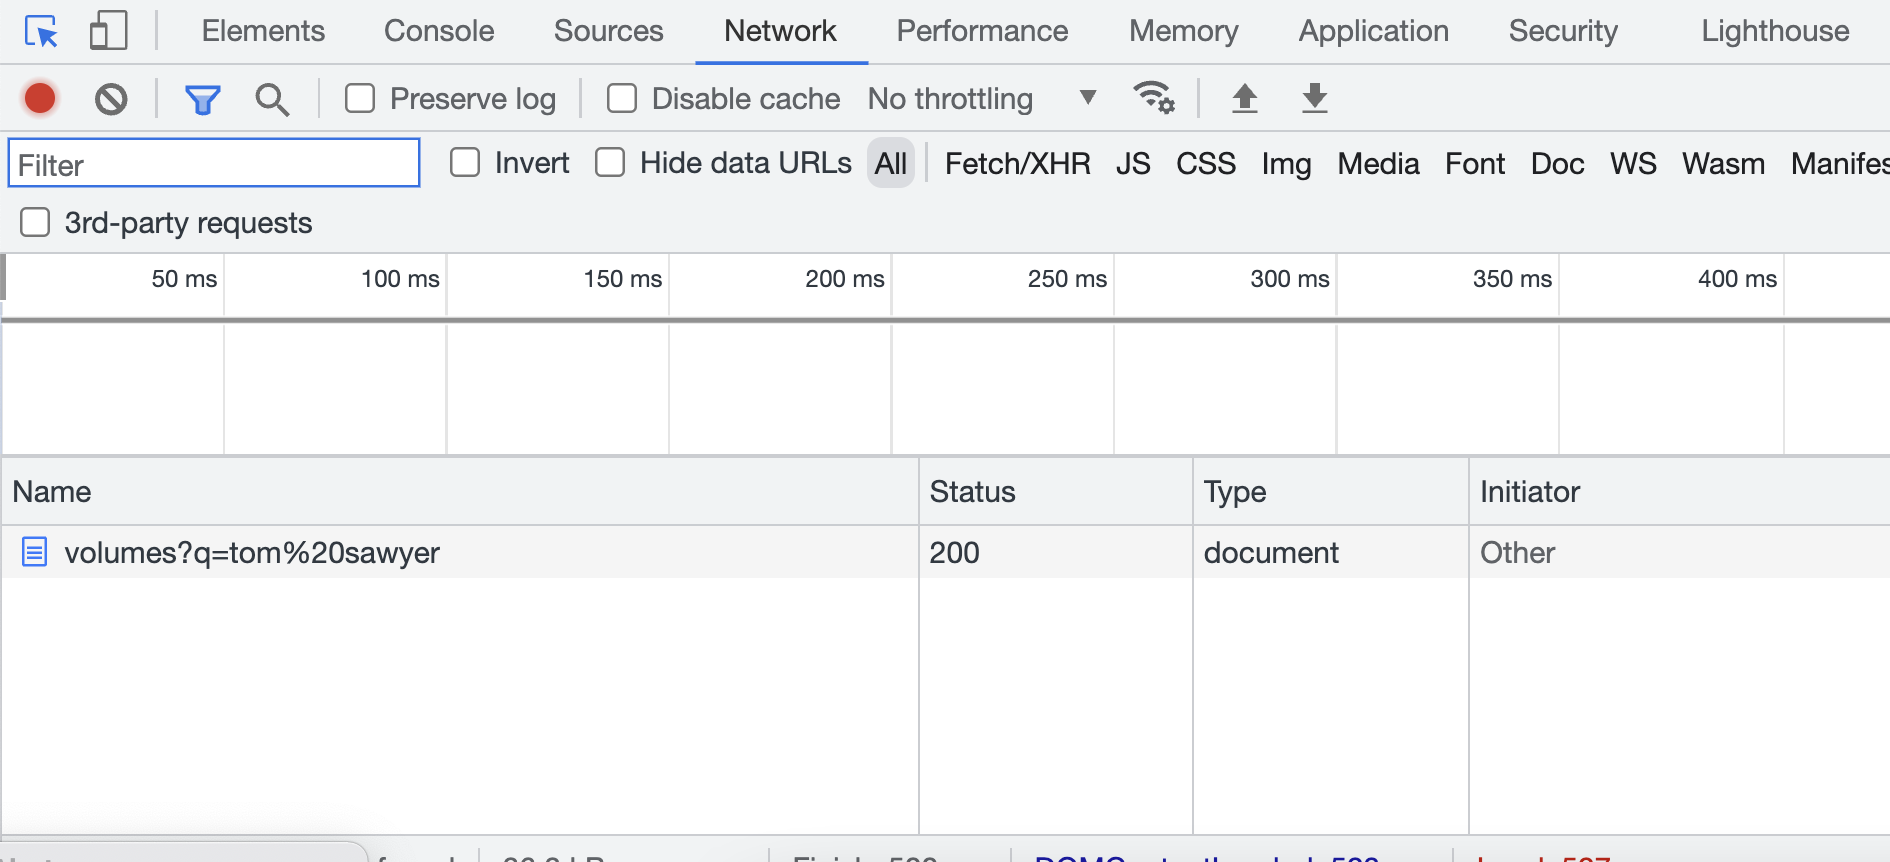 Elements Console Sources Network Performance Memory Application Security Lighthouse
Preserve log Disable cache No throttling
Filter Invert Hide data URLs All Fetch/XHR JS CSS Img Media Font Doc WS Wasm Manifes
3rd-party requests
50 ms 100 ms 150 ms 200 ms 250 ms 300 ms 350 ms 400 ms
Name Status Type Initiator
volumes?q=tom%20sawyer 200 document Other